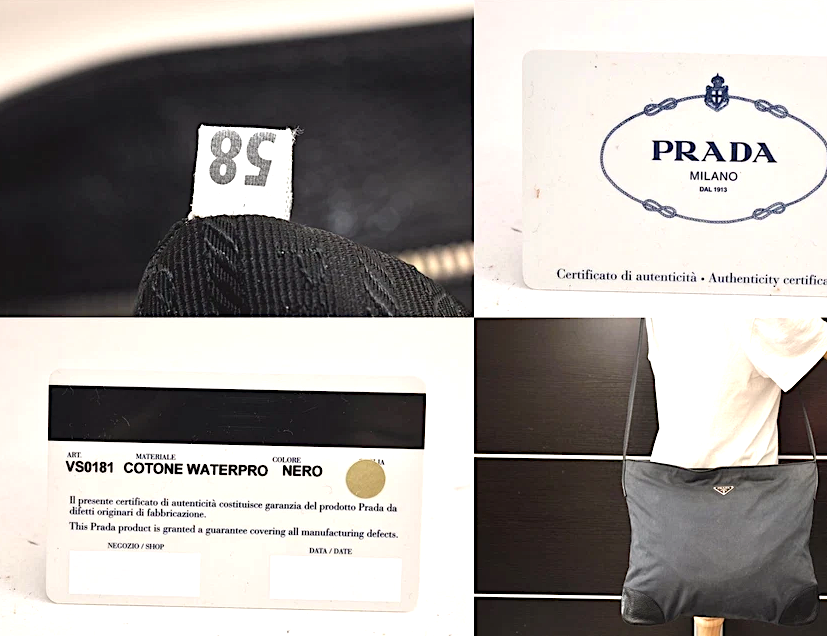 58
PRADA
MILANO
DAL 1913
Certificato di autenticità • Authenticity certifica
ART. MATERIALE COLORE
VS0181 COTONE WATERPRO NERO
Il presente certificato di autenticità costituisce garanzia del prodotto Prada da
difetti originari di fabbricazione.
This Prada product is granted a guarantee covering all manufacturing defects.
NEGOZIO / SHOP DATA / DATE
PRADA